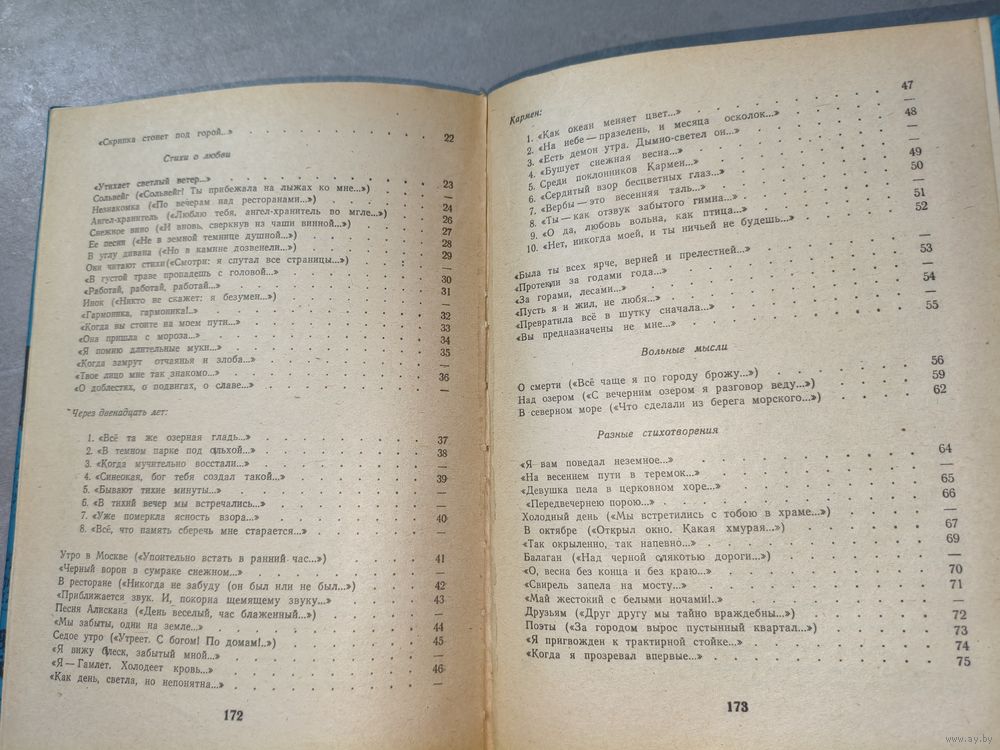 «Скрипка стонет под горой..» . . . . . . 22
Стихи о любви
«Утихает светлый ветер...» . . . . . . 23
Сольвейг («Сольвейг! Ты прибежала на лыжах ко мне...») . . —
Незнакомка («По вечерам над ресторанами...») . . . 24
Ангел-хранитель («Люблю тебя, ангел-хранитель во мгле...») . . 26
Снежное вино («И вновь, сверкнув из чаши винной...») . . 27
Ее песни («Не в земной темнице душной...») . . . 28
В углу дивана («Но в камине дозвенели...») . . . 29
Они читают стихи(«Смотри: я спутал все страницы...») . . —
«В густой траве пропадешь с головой...» . . . 30
«Работай, работай, работай...» . . . . . 31
Инок («Никто не скажет: я безумен...») . . . . —
«Гармоника, гармоника!..» . . . . . . 32
«Когда вы стоите на моем пути...» . . . . 33
«Она пришла с мороза...» . . . . . . 34
«Я помню длительные муки...» . . . . . 35
«Когда замрут отчаянья и злоба...» . . . . —
«Твое лицо мне так знакомо...» . . . . . 36
«О доблестях, о подвигах, о славе...» . . . . —
Через двенадцать лет:
1. «Всё та же озерная гладь...» . . . . . 37
2. «В темном парке под ольхой...» . . . . 38
3. «Когда мучительно восстали...» . . . . —
4. «Синеокая, бог тебя создал такой...» . . . 39
5. «Бывают тихие минуты...» . . . . . —
6. «В тихий вечер мы встречались...» . . . . —
7. «Уже померкла ясность взора...» . . . . 40
8. «Всё, что память сберечь мне старается...» . . —
Утро в Москве («Упоительно встать в ранний час...») . . 41
«Черный ворон в сумраке снежном...» . . . . —
В ресторане («Никогда не забуду (он был или не был...») . . 42
«Приближается звук. И, покорна щемящему звуку...» . . 43
Песня Алискана («День веселый, час блаженный...») . . —
«Мы забыты, одни на земле...» . . . . . 44
Седое утро («Утреет. С богом! По домам!..») . . . 45
«Я вижу блеск, забытый мной...» . . . . . —
«Я — Гамлет. Холодеет кровь...» . . . . . 46
«Как день, светла, но непонятна...» . . . . —
172
Кармен:
1. «Как океан меняет цвет...» . . . . . 47
2. «На небе — празелень, и месяца осколок...» . . —
3. «Есть демон утра. Дымно-светел он...» . . . 48
4. «Бушует снежная весна...» . . . . . —
5. Среди поклонников Кармен...» . . . . —
6. «Сердитый взор бесцветных глаз...» . . . 49
7. «Вербы — это весенняя таль...» . . . . 50
8. «Ты — как отзвук забытого гимна...» . . . —
9. «О да, любовь вольна, как птица...» . . . 51
10. «Нет, никогда моей, и ты ничьей не будешь...» . . 52
«Была ты всех ярче, верней и прелестней...» . . . —
«Протекли за годами года...» . . . . . 53
«За горами, лесами...» . . . . . . —
«Пусть я и жил, не любя...» . . . . . 54
«Превратила всё в шутку сначала...» . . . . —
«Вы предназначены не мне...» . . . . . 55
Вольные мысли
О смерти («Всё чаще я по городу брожу...») . . . 56
Над озером («С вечерним озером я разговор веду...») . . 59
В северном море («Что сделали из берега морского...») . . 62
Разные стихотворения
«Я вам поведал неземное...» . . . . . 64
«На весеннем пути в теремок...» . . . . —
«Девушка пела в церковном хоре...» . . . . 65
«Передвечернею порою...» . . . . . . 66
Холодный день («Мы встретились с тобою в храме...») . . —
В октябре («Открыл окно. Какая хмурая...») . . . 67
«Так окрыленно, так напевно...» . . . . . 69
Балаган («Над черной слякотью дороги...») . . . —
«О, весна без конца и без краю...» . . . . 70
«Свирель запела на мосту...» . . . . . 71
«Май жестокий с белыми ночами!..» . . . . —
Друзьям («Друг другу мы тайно враждебны...») . . . 72
Поэты («За городом вырос пустынный квартал...») . . 73
«Я пригвожден к трактирной стойке...» . . . 74
«Когда я прозревал впервые...» . . . . . 75
173
www.ay.by